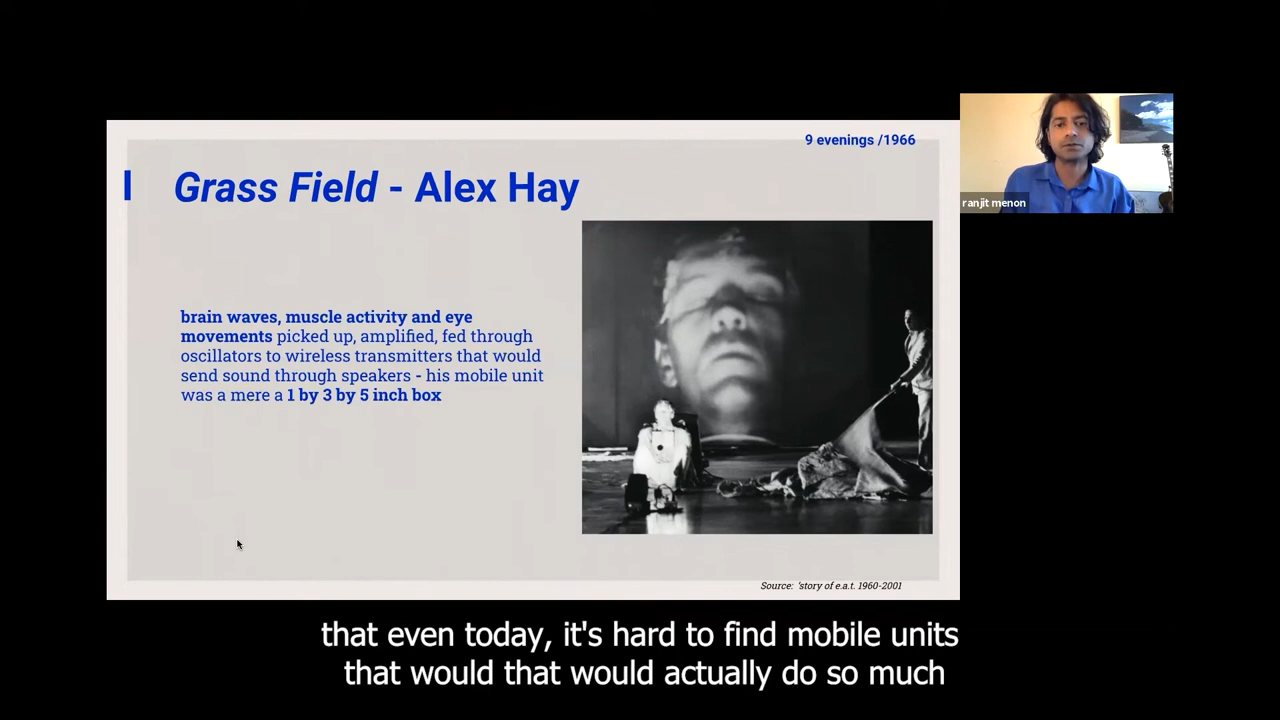 9 evenings /1966
Grass Field - Alex Hay
brain waves, muscle activity and eye
movements picked up, amplified, fed through
oscillators to wireless transmitters that would
send sound through speakers - his mobile unit
was a mere a 1 by 3 by 5 inch box
Source: 'story of e.a.t. 1960-2001
ranjit menon
that even today, it's hard to find mobile units
that would that would actually do so much